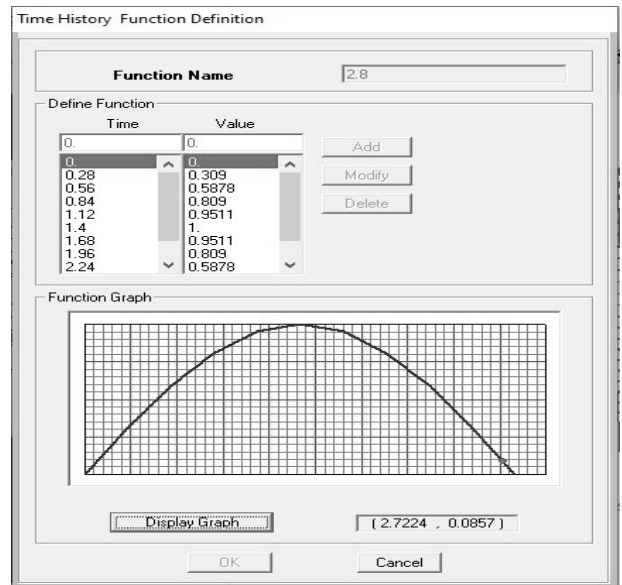 Time History Function Definition
Function Name 2.8
Define Function
Time Value
0. 0. Add
0. 0.
0.28 0.309 Modify
0.56 0.5878
0.84 0.809 Delete
1.12 0.9511
1.4 1.
1.68 0.9511
1.96 0.809
2.24 0.5878
Function Graph
Display Graph ( 2.7224 , 0.0857 )
OK Cancel